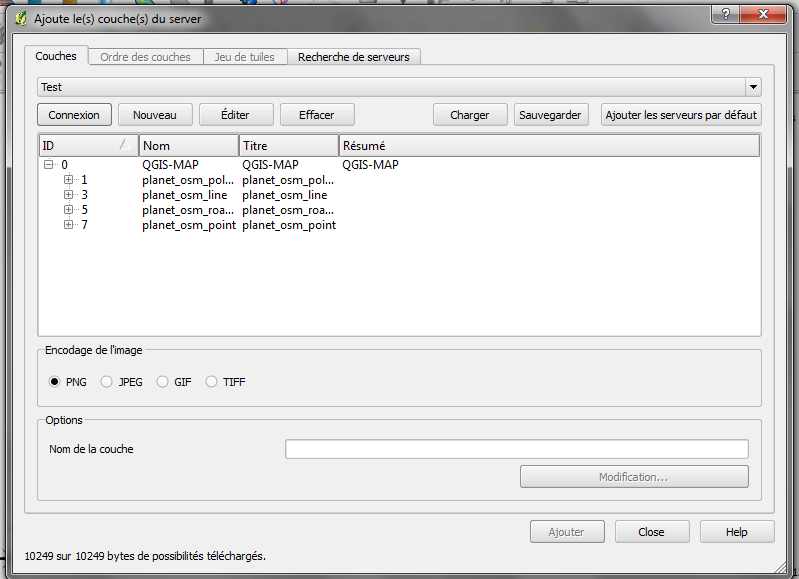 Ajoute le(s) couche(s) du server
Couches Ordre des couches Jeu de tuiles Recherche de serveurs
Test
Connexion Nouveau Éditer Effacer Charger Sauvegarder Ajouter les serveurs par défaut
ID Nom Titre Résumé
0 QGIS-MAP QGIS-MAP QGIS-MAP
1 planet_osm_pol... planet_osm_pol...
3 planet_osm_line planet_osm_line
5 planet_osm_roa... planet_osm_roa...
7 planet_osm_point planet_osm_point
Encodage de l'image
PNG JPEG GIF TIFF
Options
Nom de la couche
Modification...
Ajouter Close Help
10249 sur 10249 bytes de possibilités téléchargés.